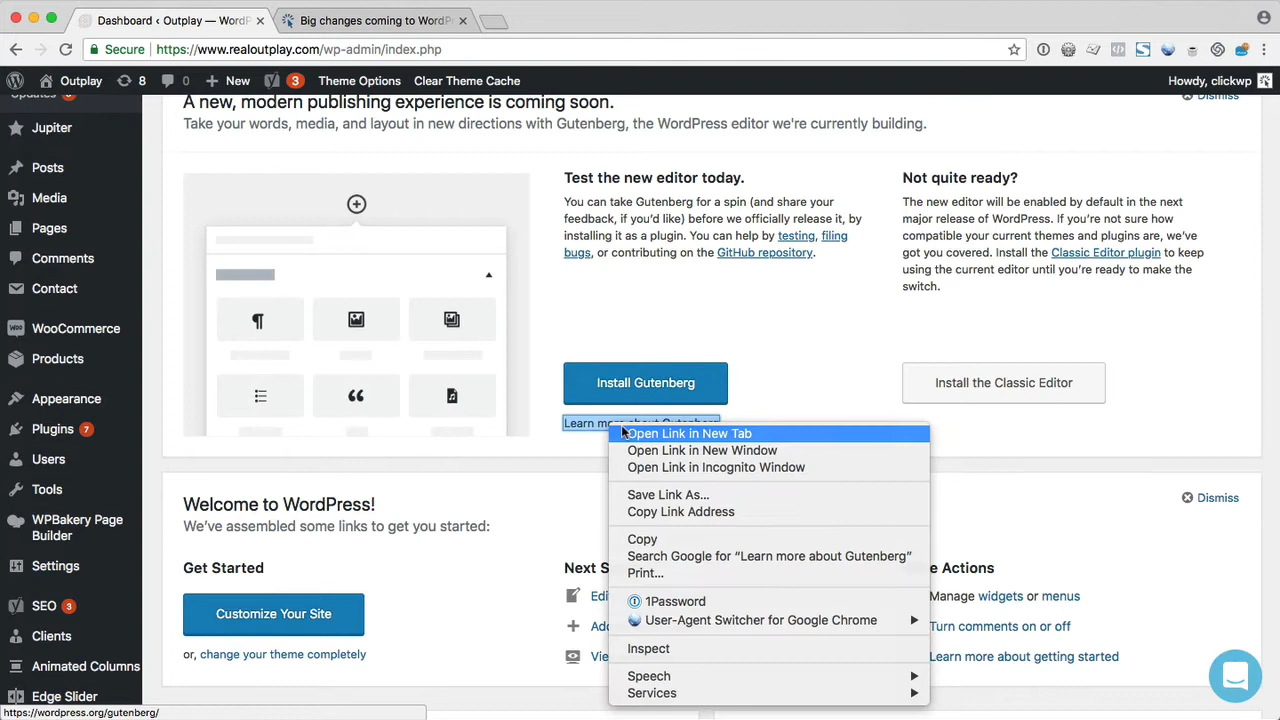 Dashboard ‹ Outplay — WordP
Big changes coming to WordP
Secure
https://www.realoutplay.com/wp-admin/index.php
Outplay
8
0
New
3
Theme Options
Clear Theme Cache
Howdy, clickwp
Updates
Jupiter
Posts
Media
Pages
Comments
Contact
WooCommerce
Products
Appearance
Plugins 7
Users
Tools
WPBakery Page
Builder
Settings
SEO 3
Clients
Animated Columns
Edge Slider
A new, modern publishing experience is coming soon.
Dismiss
Take your words, media, and layout in new directions with Gutenberg, the WordPress editor we're currently building.
Test the new editor today.
You can take Gutenberg for a spin (and share your
feedback, if you'd like) before we officially release it, by
installing it as a plugin. You can help by testing, filing
bugs, or contributing on the GitHub repository.
Install Gutenberg
Learn more about Gutenberg
Not quite ready?
The new editor will be enabled by default in the next
major release of WordPress. If you're not sure how
compatible your current themes and plugins are, we've
got you covered. Install the Classic Editor plugin to keep
using the current editor until you're ready to make the
switch.
Install the Classic Editor
Open Link in New Tab
Open Link in New Window
Open Link in Incognito Window
Save Link As...
Copy Link Address
Copy
Search Google for “Learn more about Gutenberg”
Print...
1Password
User-Agent Switcher for Google Chrome
Inspect
Speech
Services
Welcome to WordPress!
Dismiss
We've assembled some links to get you started:
Get Started
Customize Your Site
or, change your theme completely
Next S
Edi
Add
Vie
e Actions
Manage widgets or menus
Turn comments on or off
Learn more about getting started
https://wordpress.org/gutenberg/